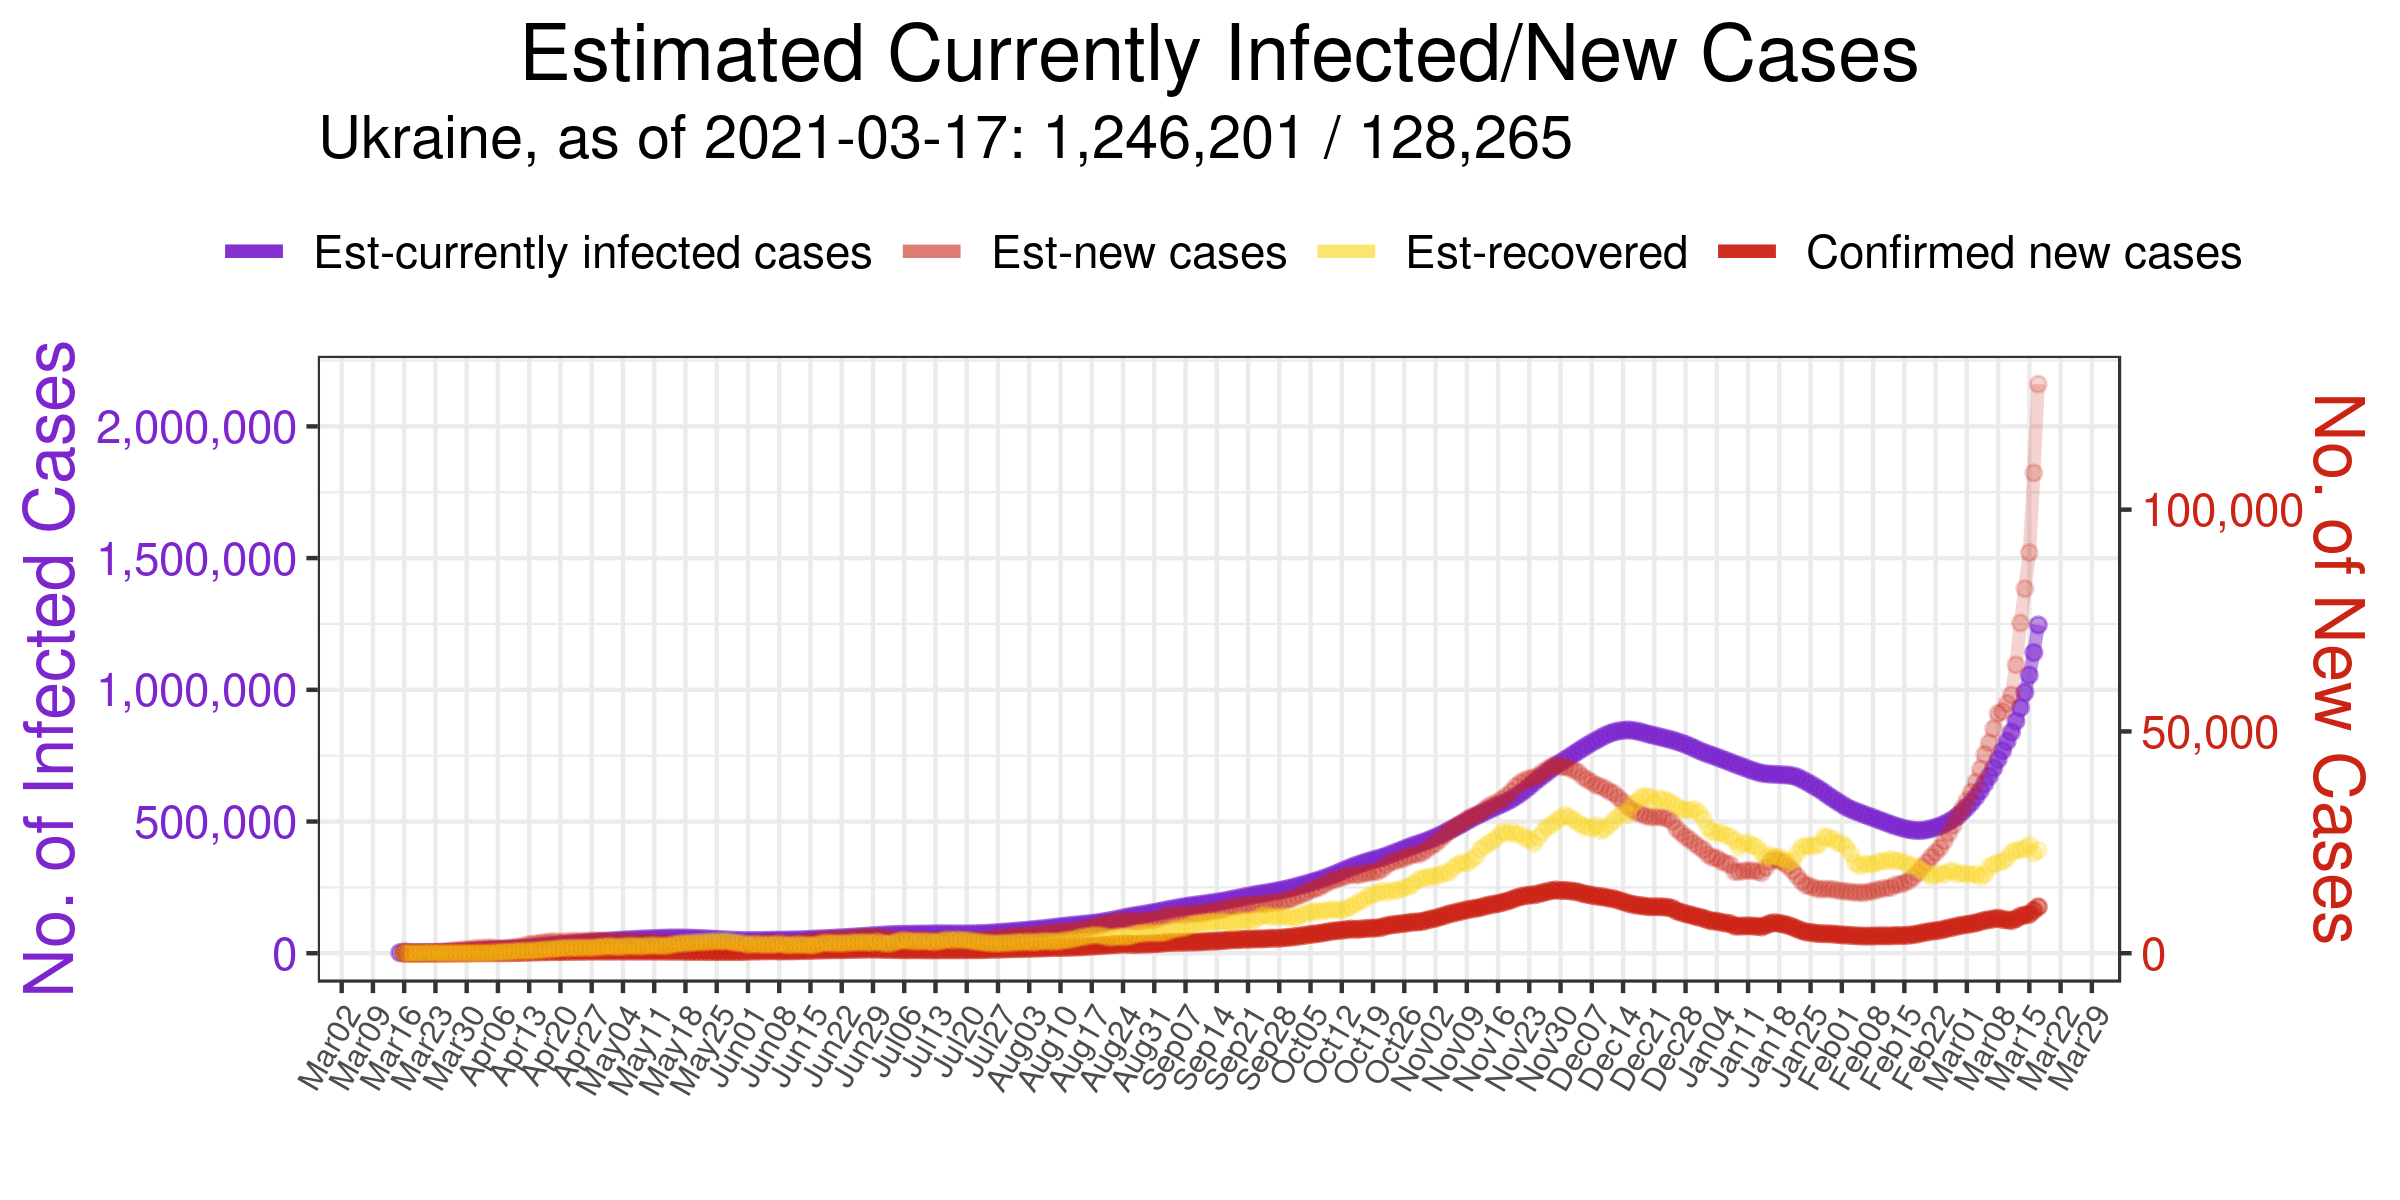 Estimated Currently Infected/New Cases
Ukraine, as of 2021-03-17: 1,246,201 / 128,265
Est-currently infected cases Est-new cases Est-recovered Confirmed new cases
No. of Infected Cases
2,000,000
1,500,000
1,000,000
500,000
0
100,000
50,000
0
No. of New Cases
Mar02 Mar09 Mar16 Mar23 Mar30 Apr06 Apr13 Apr20 Apr27 May04 May11 May18 May25 Jun01 Jun08 Jun15 Jun22 Jun29 Jul06 Jul13 Jul20 Jul27 Aug03 Aug10 Aug17 Aug24 Aug31 Sep07 Sep14 Sep21 Sep28 Oct05 Oct12 Oct19 Oct26 Nov02 Nov09 Nov16 Nov23 Nov30 Dec07 Dec14 Dec21 Dec28 Jan04 Jan11 Jan18 Jan25 Feb01 Feb08 Feb15 Feb22 Mar01 Mar08 Mar15 Mar22 Mar29